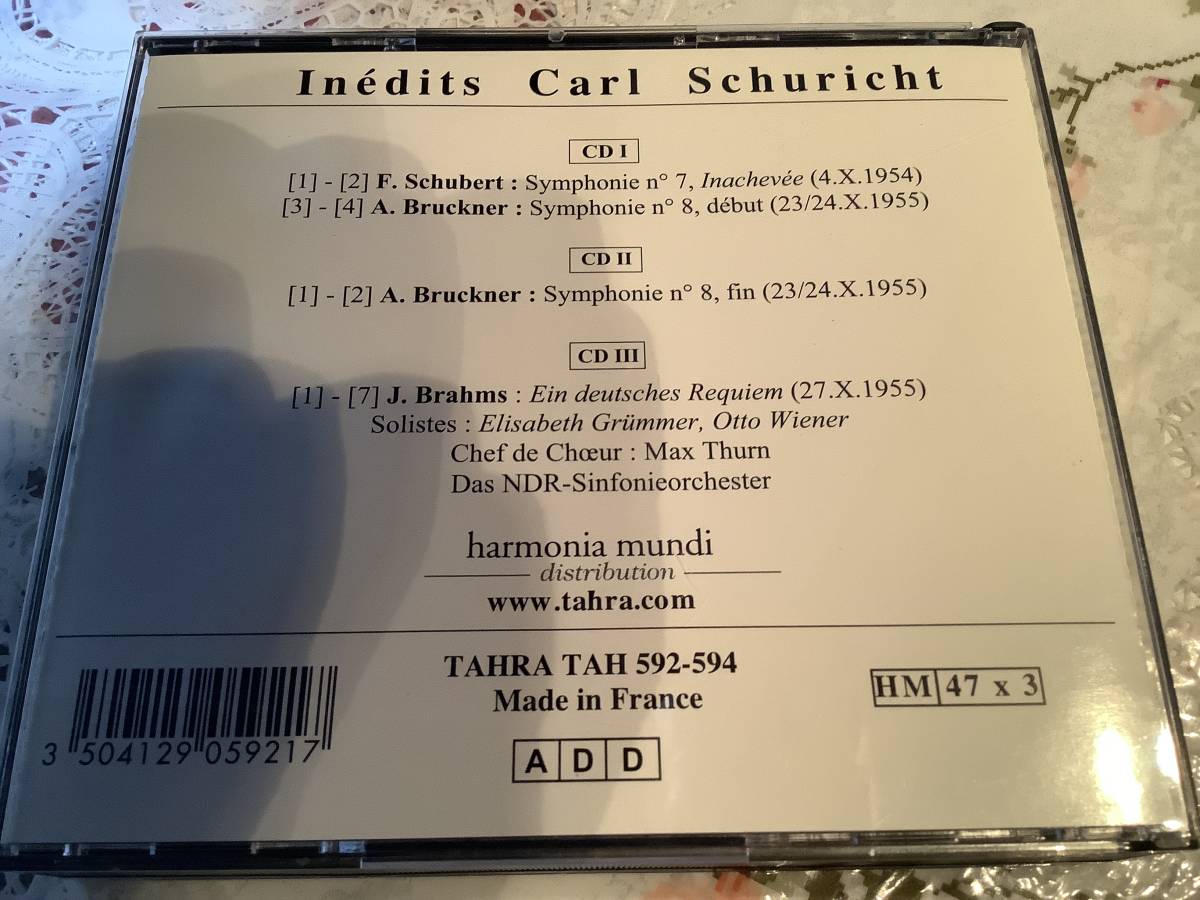 Inédits Carl Schuricht
CD I
[1] - [2] F. Schubert : Symphonie n° 7, Inachevée (4.X.1954)
[3] - [4] A. Bruckner : Symphonie n° 8, début (23/24.X.1955)
CD II
[1] - [2] A. Bruckner : Symphonie n° 8, fin (23/24.X.1955)
CD III
[1] - [7] J. Brahms : Ein deutsches Requiem (27.X.1955)
Solistes : Elisabeth Grümmer, Otto Wiener
Chef de Chœur : Max Thurn
Das NDR-Sinfonieorchester
harmonia mundi
distribution
www.tahra.com
TAHRA TAH 592-594
Made in France
HM 47 x 3
3 504129 059217
A D D